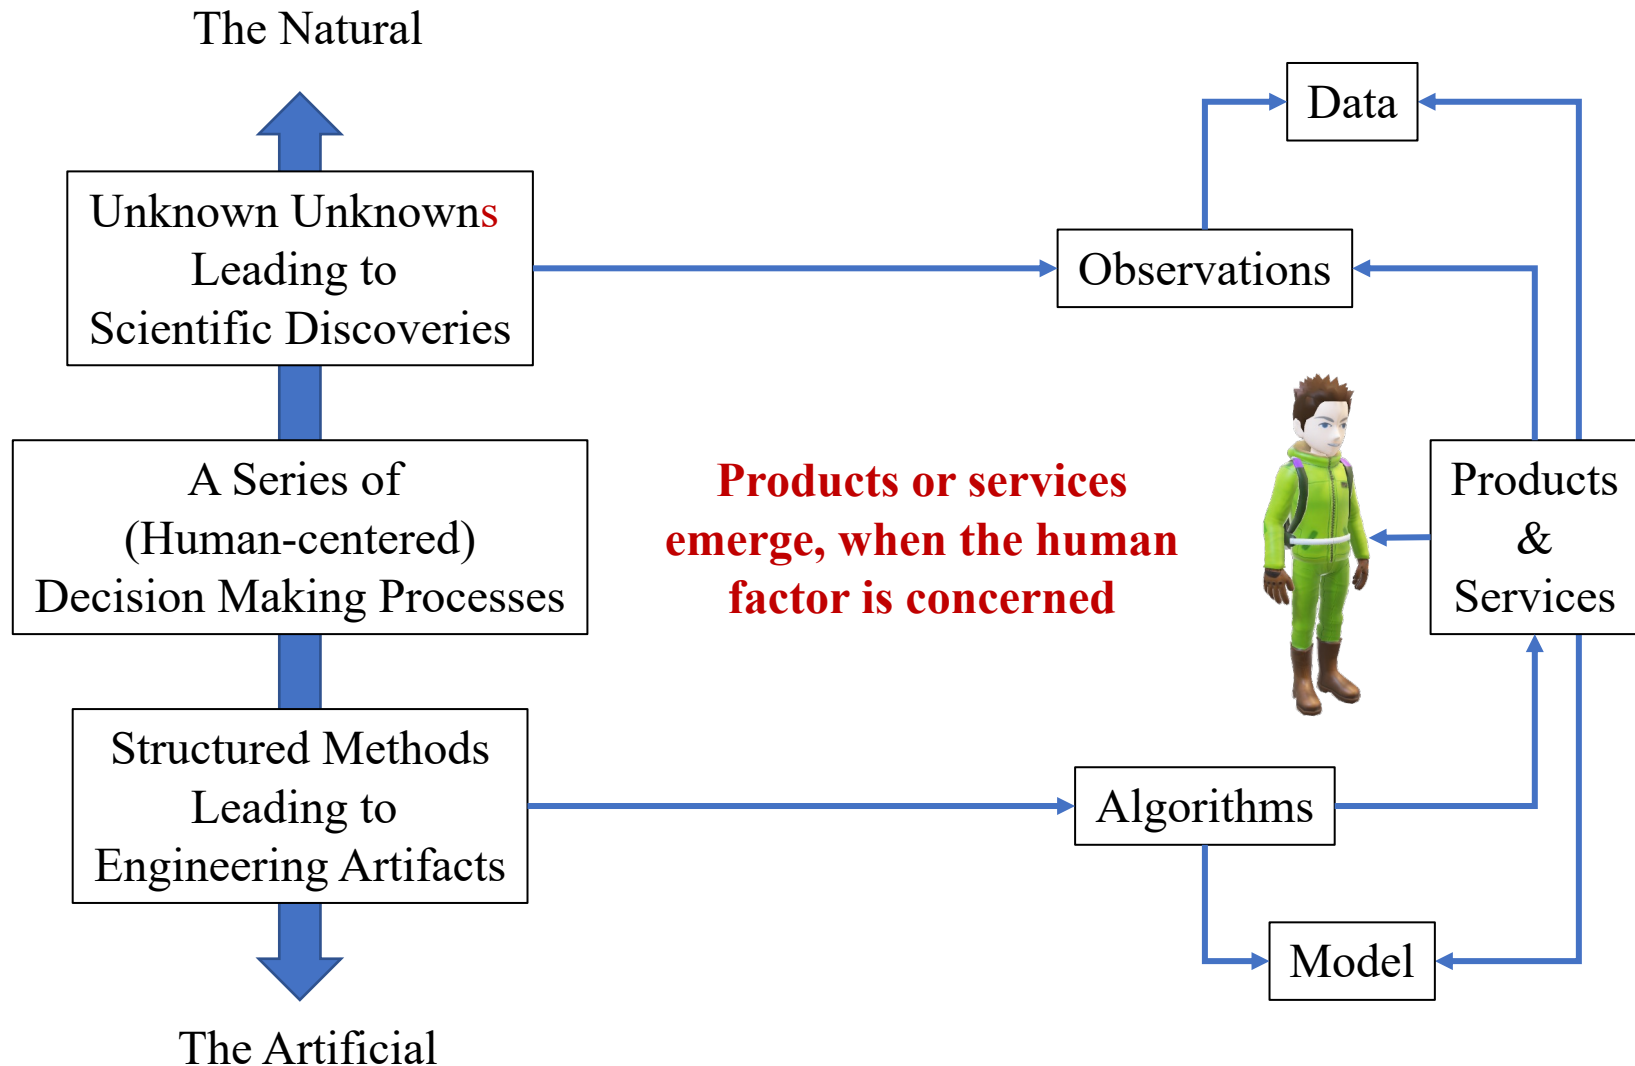 The Natural
Unknown Unknowns
Leading to
Scientific Discoveries
A Series of
(Human-centered)
Decision Making Processes
Structured Methods
Leading to
Engineering Artifacts
The Artificial
Products or services
emerge, when the human
factor is concerned
Data
Observations
Products
&
Services
Algorithms
Model